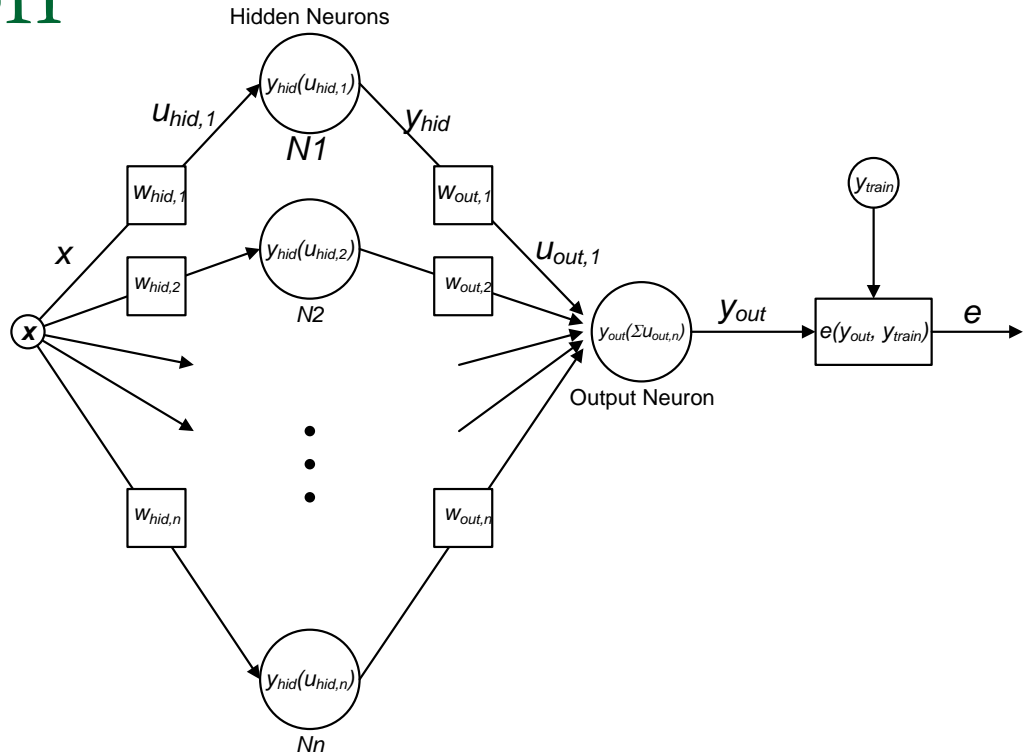 Hidden Neurons
y_hid(u_hid,1)
u_hid,1
y_hid
N1
w_hid,1
w_out,1
y_train
x
y_hid(u_hid,2)
u_out,1
w_hid,2
w_out,2
N2
x
y_out(Σu_out,n)
y_out
e(y_out, y_train)
e
Output Neuron
w_hid,n
w_out,n
y_hid(u_hid,n)
Nn